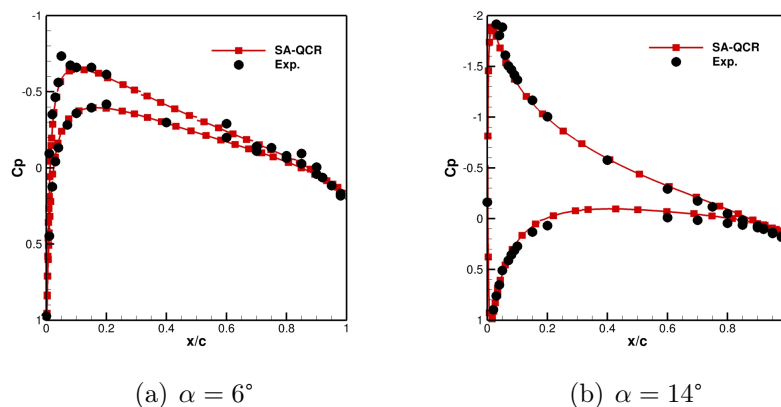 -1
-0.5
0
0.5
1
Cp
0
0.2
0.4
0.6
0.8
1
x/c
SA-QCR
Exp.
(a) α = 6°
-2
-1.5
-1
-0.5
0
0.5
1
Cp
0
0.2
0.4
0.6
0.8
x/c
SA-QCR
Exp.
(b) α = 14°